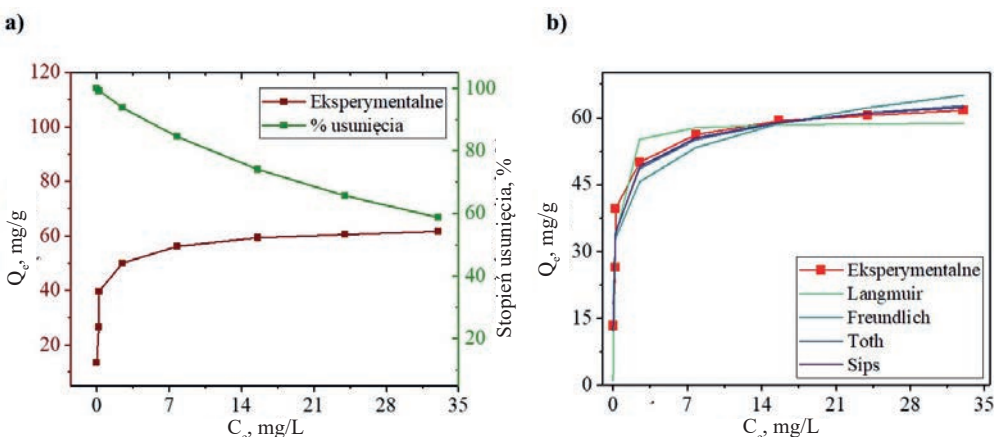 a)
120
100
80
60
40
20
Q_e, mg/g
0
7
14
21
28
35
C_e, mg/L
100
80
60
40
20
Stopień usunięcia, %
Eksperymentalne
% usunięcia
b)
60
45
30
15
0
Q_e, mg/g
0
7
14
21
28
35
C_e, mg/L
Eksperymentalne
Langmuir
Freundlich
Toth
Sips